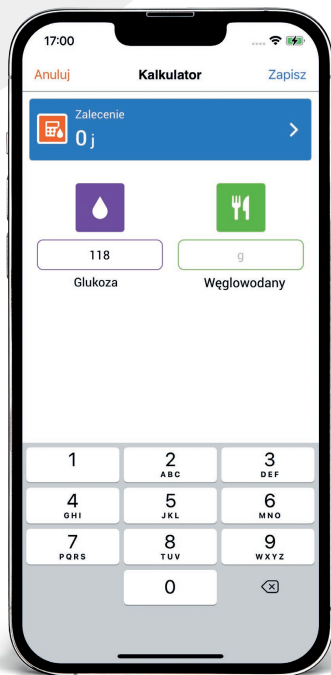 17:00
Anuluj Kalkulator Zapisz
Zalecenie
0 j
118 g
Glukoza Węglowodany
1 2 3
ABC DEF
4 5 6
GHI JKL MNO
7 8 9
PQRS TUV WXYZ
0